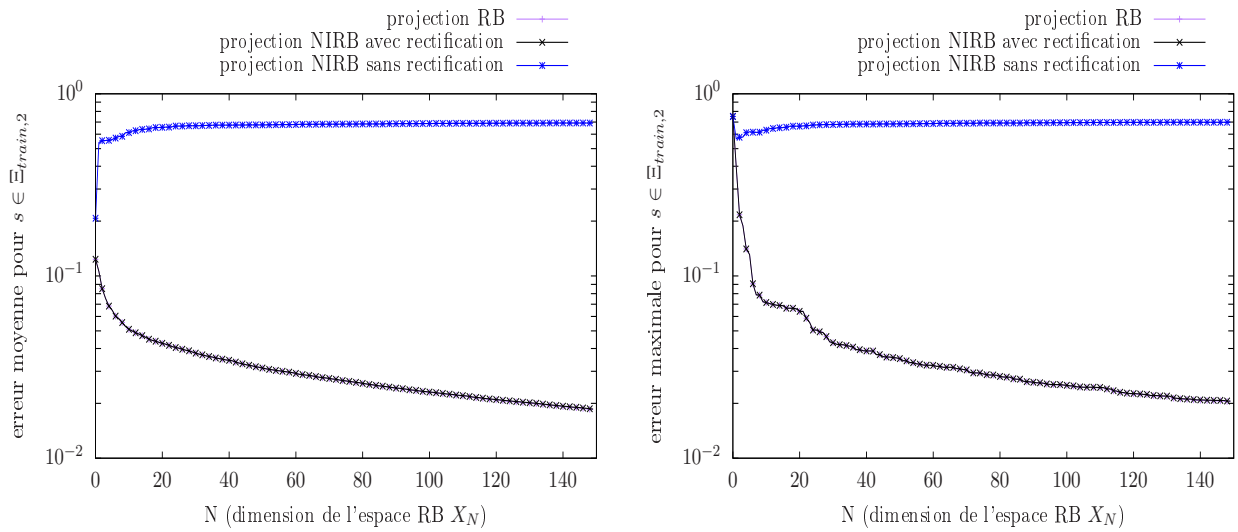 projection RB
projection NIRB avec rectification
projection NIRB sans rectification
10^0
10^{-1}
10^{-2}
erreur moyenne pour s ∈ Ξ_{train,2}
0 20 40 60 80 100 120 140
N (dimension de l'espace RB X_N)
projection RB
projection NIRB avec rectification
projection NIRB sans rectification
10^0
10^{-1}
10^{-2}
erreur maximale pour s ∈ Ξ_{train,2}
0 20 40 60 80 100 120 140
N (dimension de l'espace RB X_N)